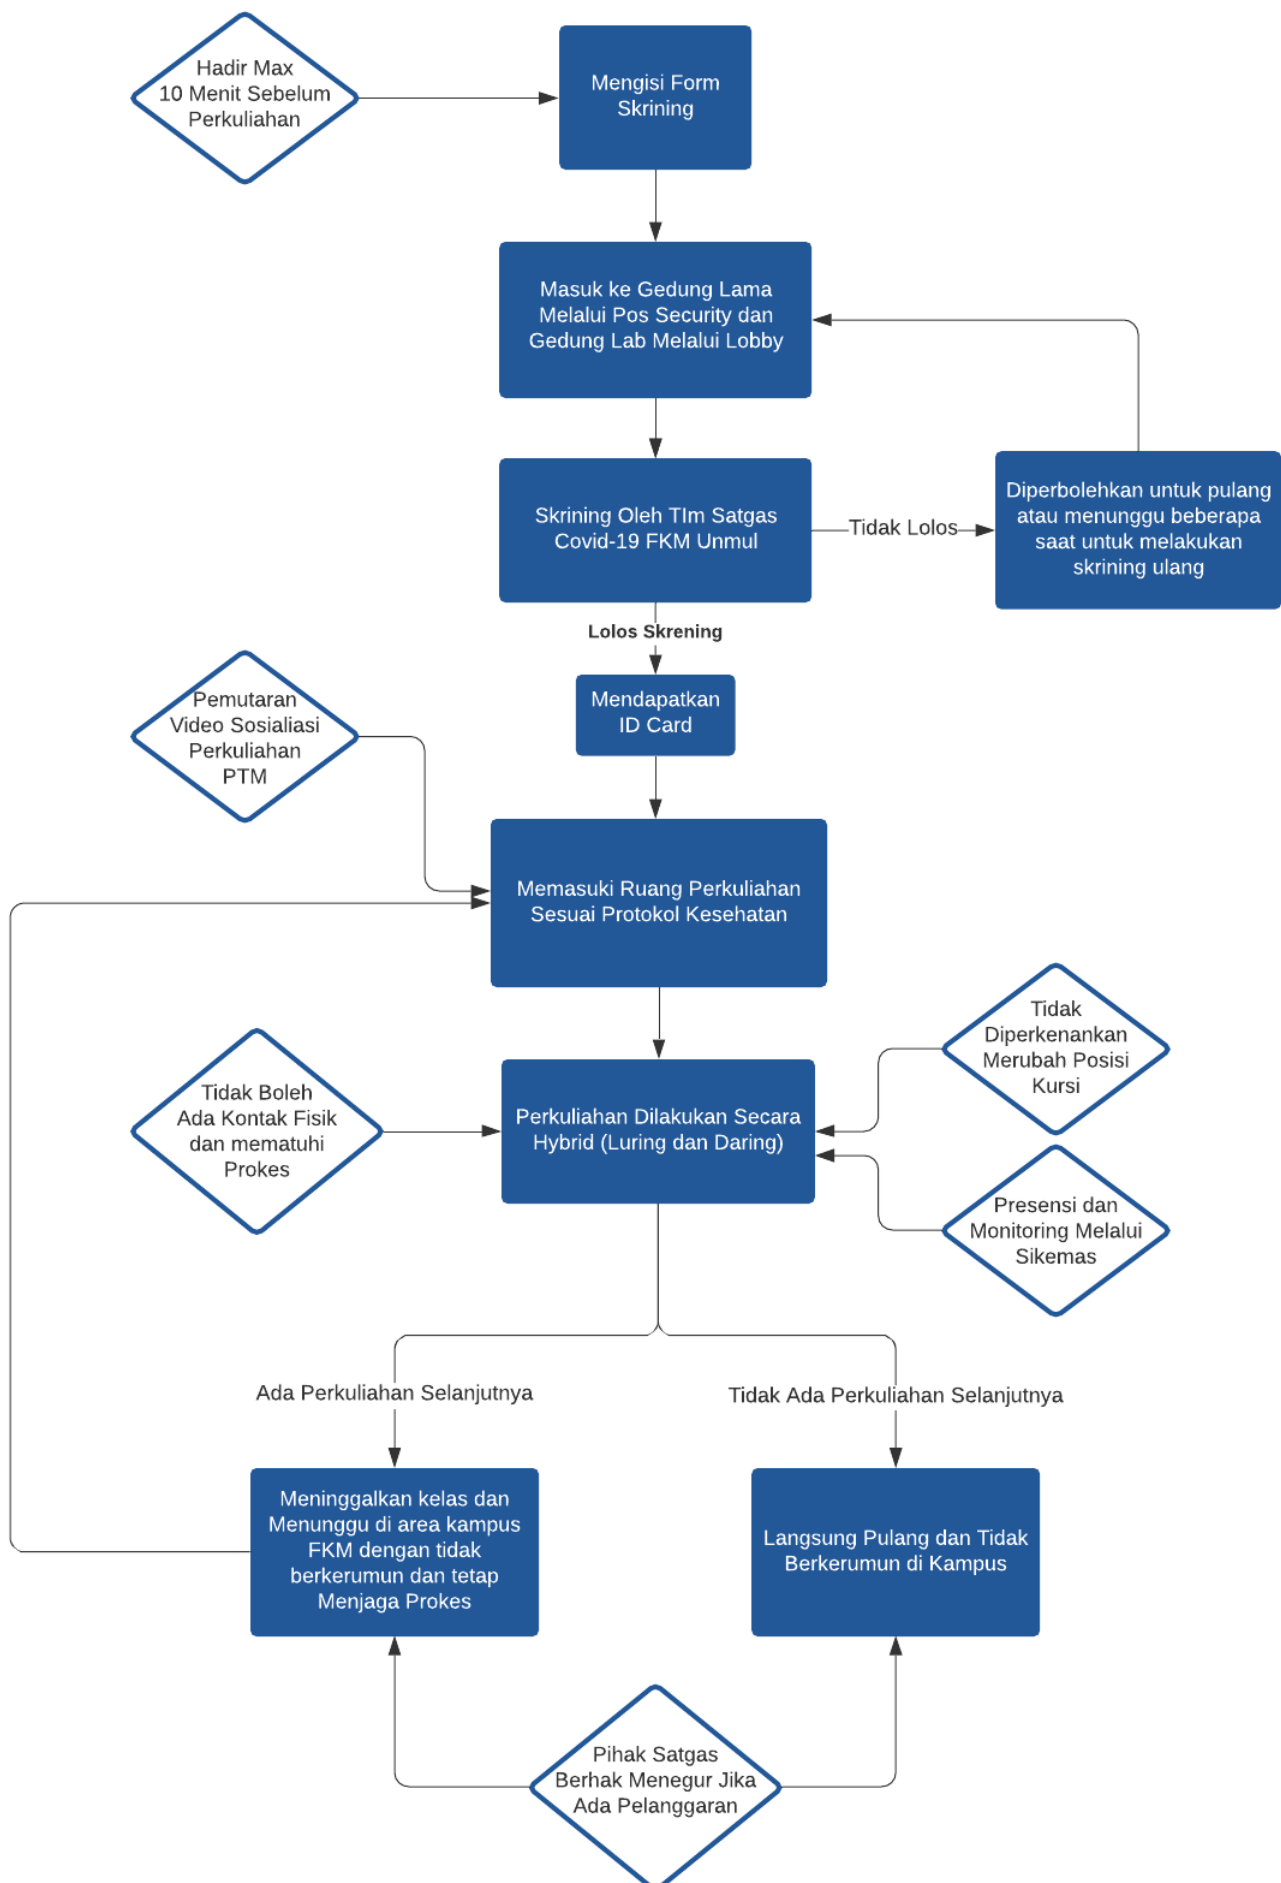 Hadir Max
10 Menit Sebelum
Perkuliahan
Mengisi Form
Skrining
Masuk ke Gedung Lama
Melalui Pos Security dan
Gedung Lab Melalui Lobby
Skrining Oleh TIm Satgas
Covid-19 FKM Unmul
Tidak Lolos
Diperbolehkan untuk pulang
atau menunggu beberapa
saat untuk melakukan
skrining ulang
Lolos Skrening
Mendapatkan
ID Card
Pemutaran
Video Sosialiasi
Perkuliahan
PTM
Memasuki Ruang Perkuliahan
Sesuai Protokol Kesehatan
Tidak
Diperkenankan
Merubah Posisi
Kursi
Tidak Boleh
Ada Kontak Fisik
dan mematuhi
Prokes
Perkuliahan Dilakukan Secara
Hybrid (Luring dan Daring)
Presensi dan
Monitoring Melalui
Sikemas
Ada Perkuliahan Selanjutnya
Tidak Ada Perkuliahan Selanjutnya
Meninggalkan kelas dan
Menunggu di area kampus
FKM dengan tidak
berkerumun dan tetap
Menjaga Prokes
Langsung Pulang dan Tidak
Berkerumun di Kampus
Pihak Satgas
Berhak Menegur Jika
Ada Pelanggaran